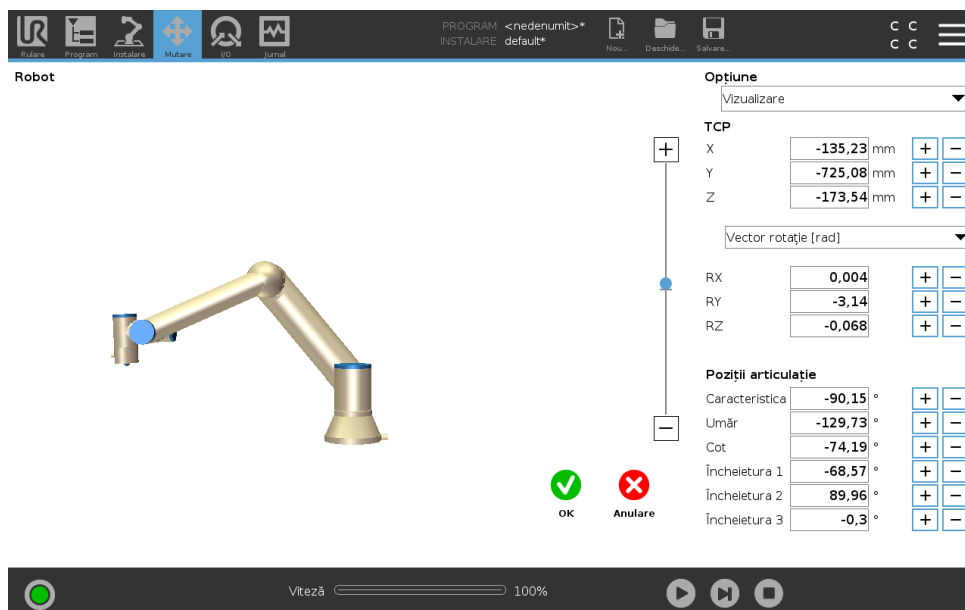 Rulare Program Instalare Mutare I/O Jurnal
PROGRAM <nedenumit>*
INSTALARE default*
Nou... Deschide... Salvare...
C C
C C
Robot
Opțiune
Vizualizare
TCP
X -135,23 mm + −
Y -725,08 mm + −
Z -173,54 mm + −
Vector rotație [rad]
RX 0,004 + −
RY -3,14 + −
RZ -0,068 + −
Poziții articulație
Caracteristica -90,15 ° + −
Umăr -129,73 ° + −
Cot -74,19 ° + −
Încheietura 1 -68,57 ° + −
Încheietura 2 89,96 ° + −
Încheietura 3 -0,3 ° + −
OK Anulare
Viteză 100%